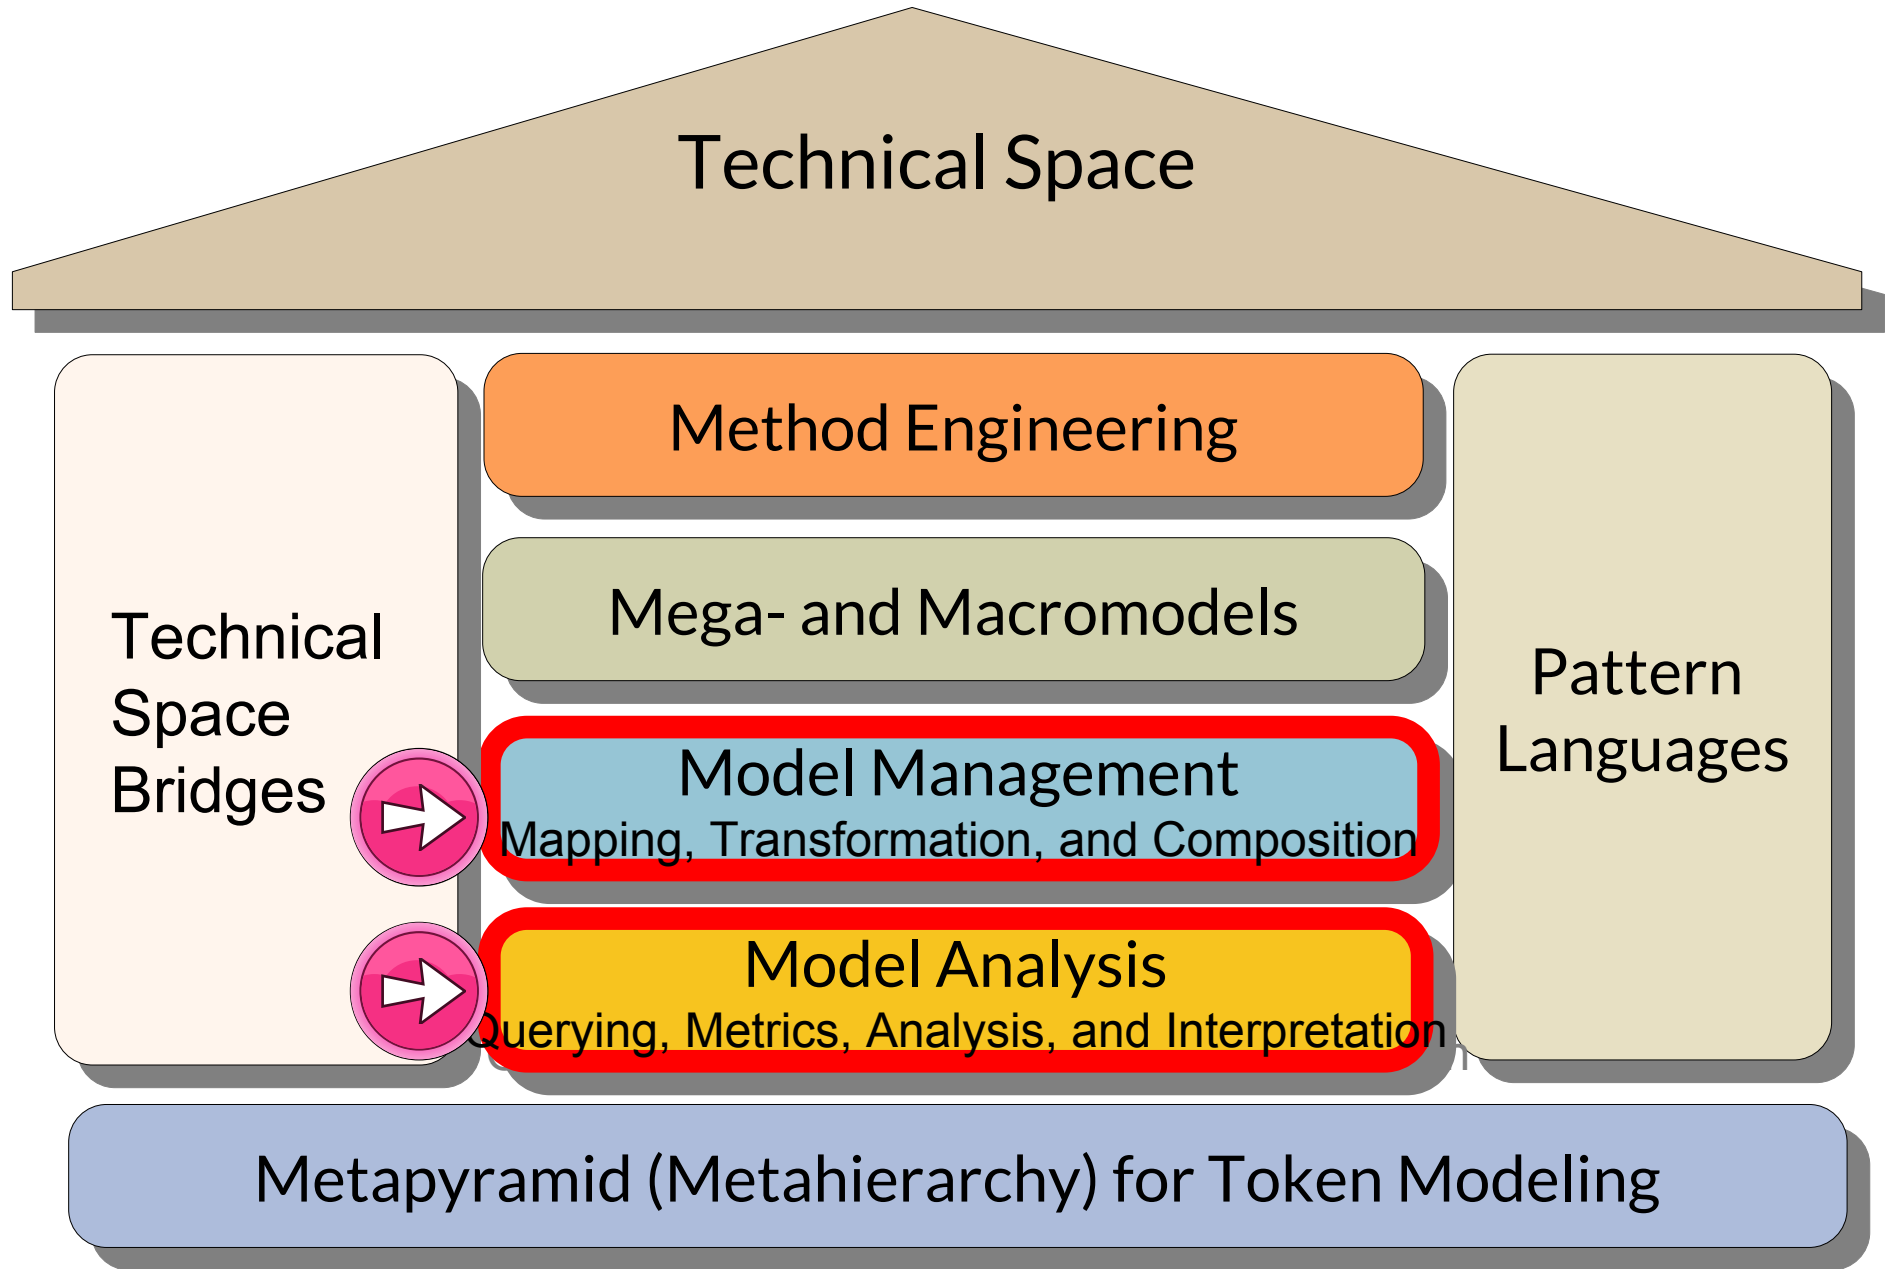 Technical Space
Method Engineering
Mega- and Macromodels
Technical
Space
Bridges
Pattern
Languages
Model Management
Mapping, Transformation, and Composition
Model Analysis
Querying, Metrics, Analysis, and Interpretation
Metapyramid (Metahierarchy) for Token Modeling